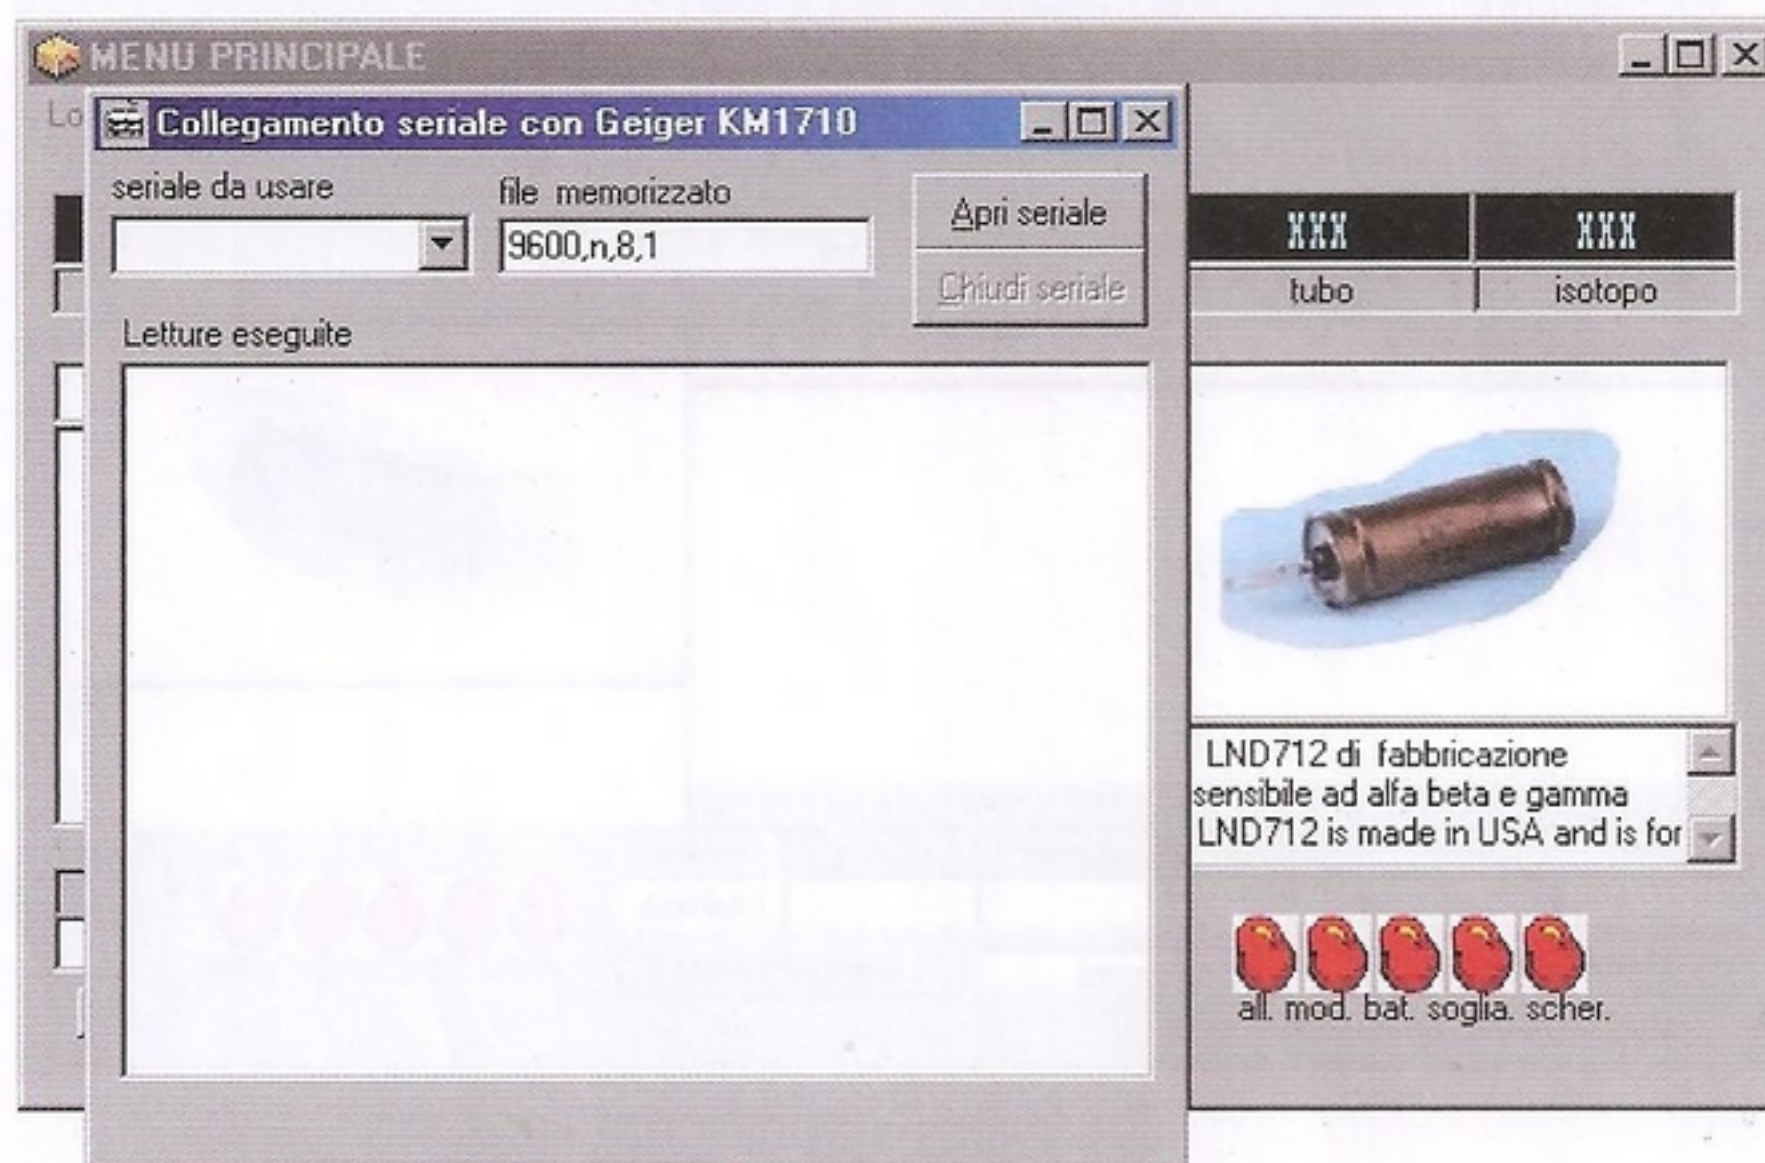 MENU PRINCIPALE
Lo
Collegamento seriale con Geiger KM1710
seriale da usare
file memorizzato
9600,n,8,1
Apri seriale
Chiudi seriale
Letture eseguite
XXX
XXX
tubo
isotopo
LND712 di fabbricazione
sensibile ad alfa beta e gamma
LND712 is made in USA and is for
all. mod. bat. soglia. scher.